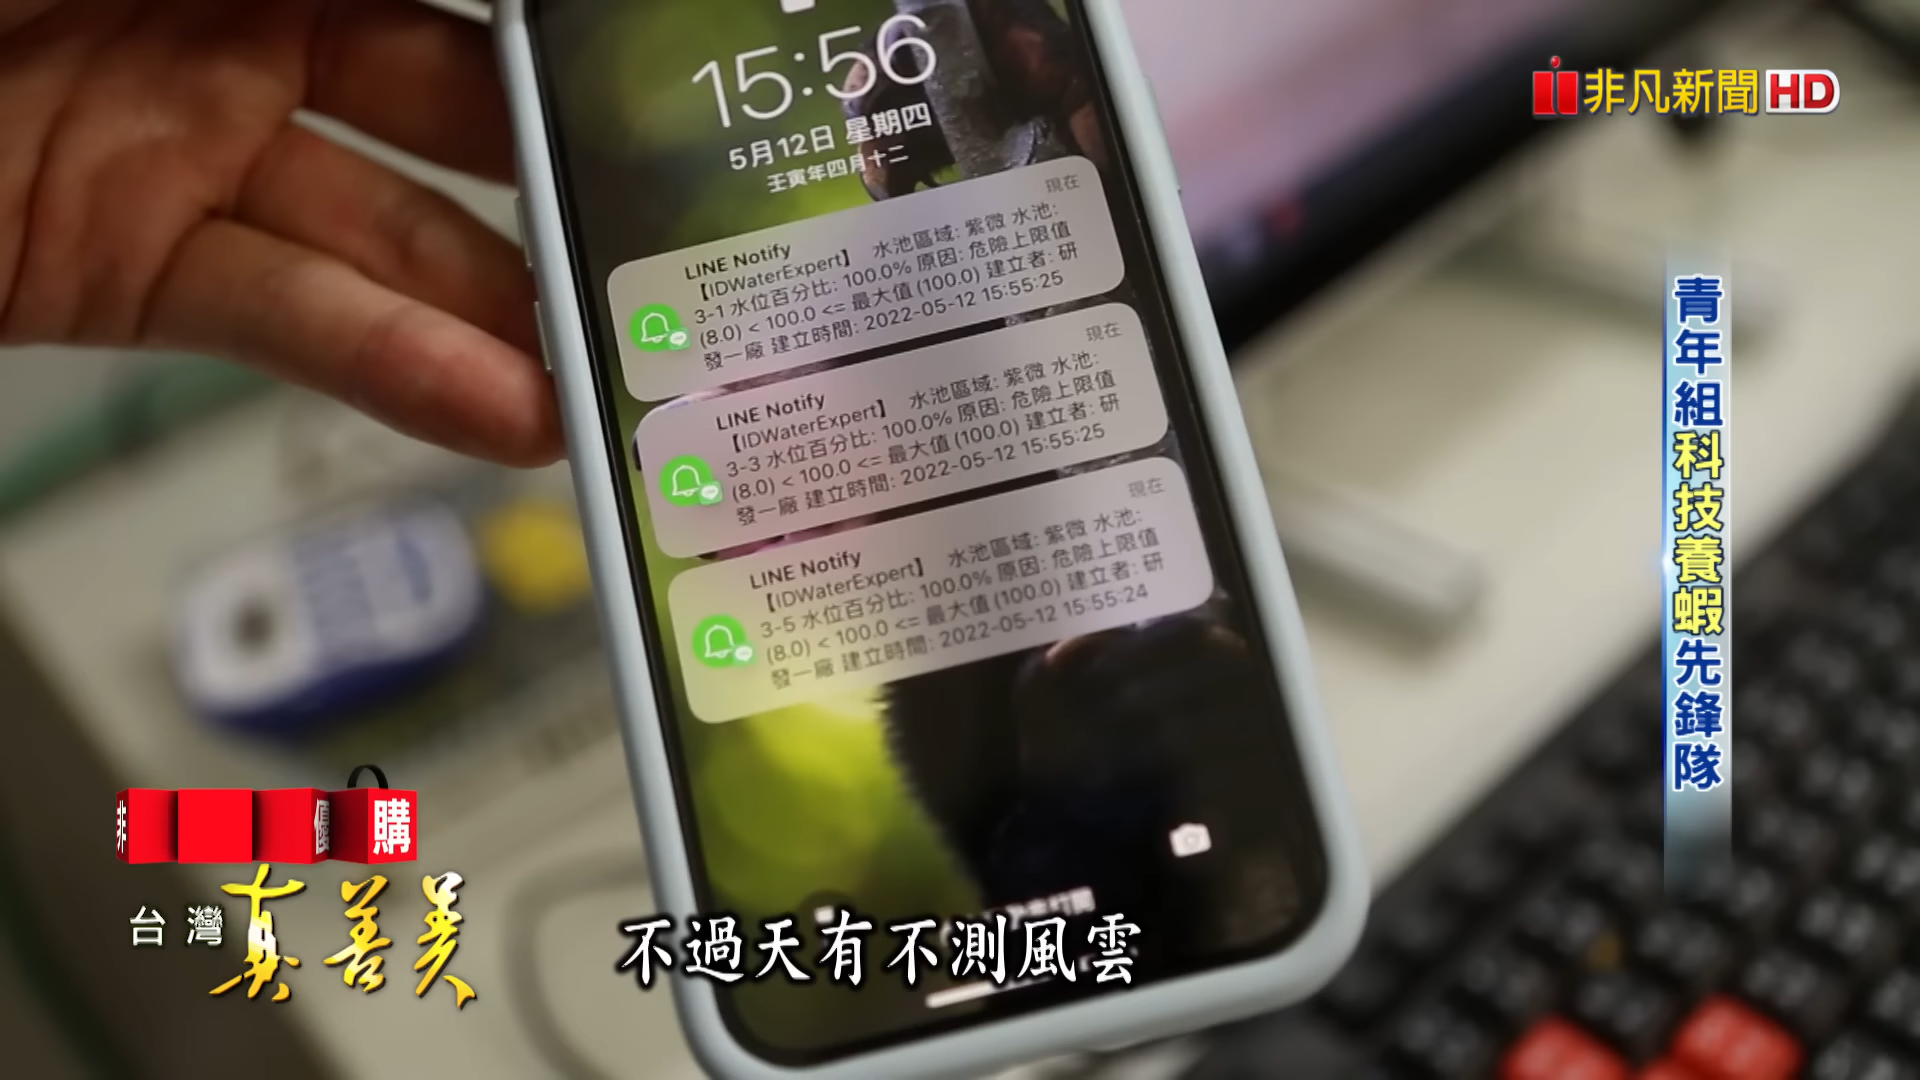 15:56
5月12日 星期四
壬寅年四月十二
現在
LINE Notify
【IDWaterExpert】 水池區域: 紫微 水池:
3-1 水位百分比: 100.0% 原因: 危險上限值
(8.0) < 100.0 <= 最大值 (100.0) 建立者: 研
發一廠 建立時間: 2022-05-12 15:55:25
現在
LINE Notify
【IDWaterExpert】 水池區域: 紫微 水池:
3-3 水位百分比: 100.0% 原因: 危險上限值
(8.0) < 100.0 <= 最大值 (100.0) 建立者: 研
發一廠 建立時間: 2022-05-12 15:55:25
現在
LINE Notify
【IDWaterExpert】 水池區域: 紫微 水池:
3-5 水位百分比: 100.0% 原因: 危險上限值
(8.0) < 100.0 <= 最大值 (100.0) 建立者: 研
發一廠 建立時間: 2022-05-12 15:55:24
非凡新聞HD
青年組科技養蝦先鋒隊
非 優購
台灣真善美
不過天有不測風雲